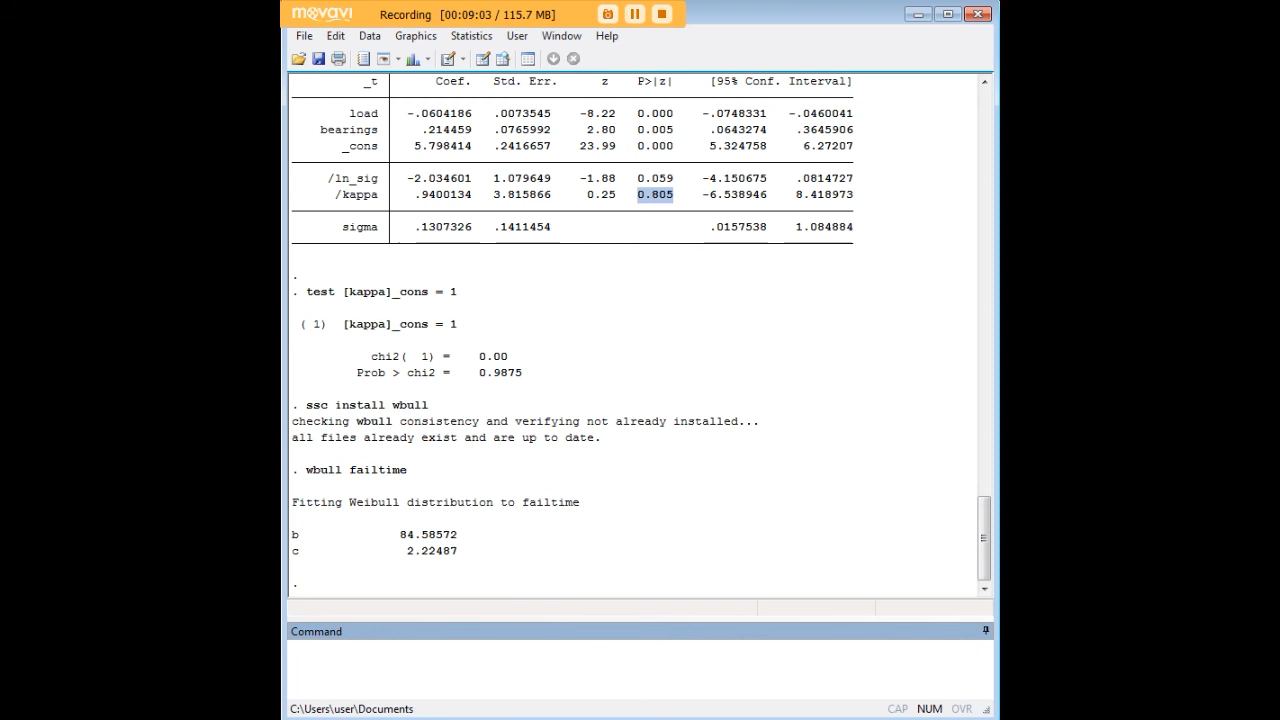 movavi Recording [00:09:03 / 115.7 MB]
File Edit Data Graphics Statistics User Window Help
_t Coef. Std. Err. z P>|z| [95% Conf. Interval]
load -.0604186 .0073545 -8.22 0.000 -.0748331 -.0460041
bearings .214459 .0765992 2.80 0.005 .0643274 .3645906
_cons 5.798414 .2416657 23.99 0.000 5.324758 6.27207
/ln_sig -2.034601 1.079649 -1.88 0.059 -4.150675 .0814727
/kappa .9400134 3.815866 0.25 0.805 -6.538946 8.418973
sigma .1307326 .1411454 .0157538 1.084884
.
. test [kappa]_cons = 1
( 1) [kappa]_cons = 1
chi2( 1) = 0.00
Prob > chi2 = 0.9875
. ssc install wbull
checking wbull consistency and verifying not already installed...
all files already exist and are up to date.
. wbull failtime
Fitting Weibull distribution to failtime
b 84.58572
c 2.22487
.
Command
C:\Users\user\Documents CAP NUM OVR